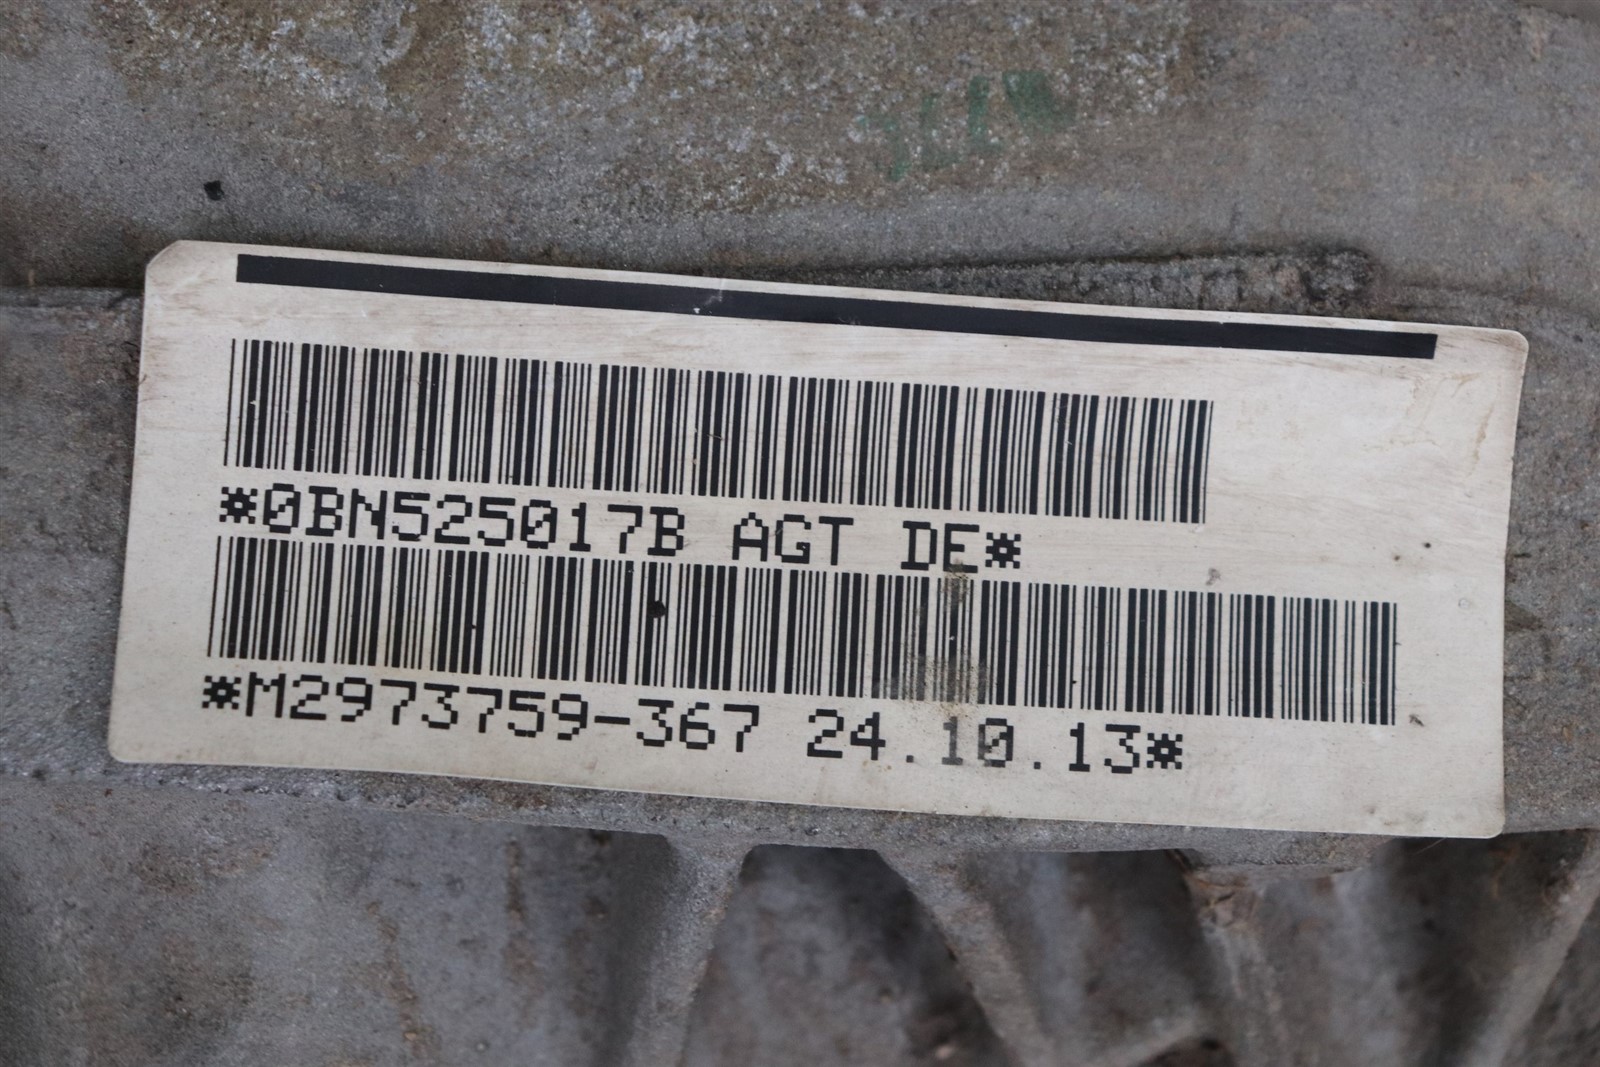 *0BN525017B AGT DE*
*M2973759-367 24.10.13*